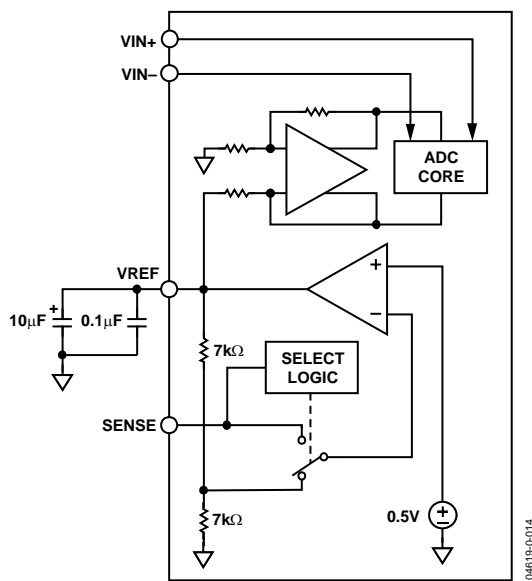 VIN+
VIN–
ADC
CORE
VREF
10µF
+
0.1µF
+
−
7kΩ
SELECT
LOGIC
SENSE
7kΩ
0.5V
+
−
04619-0-014